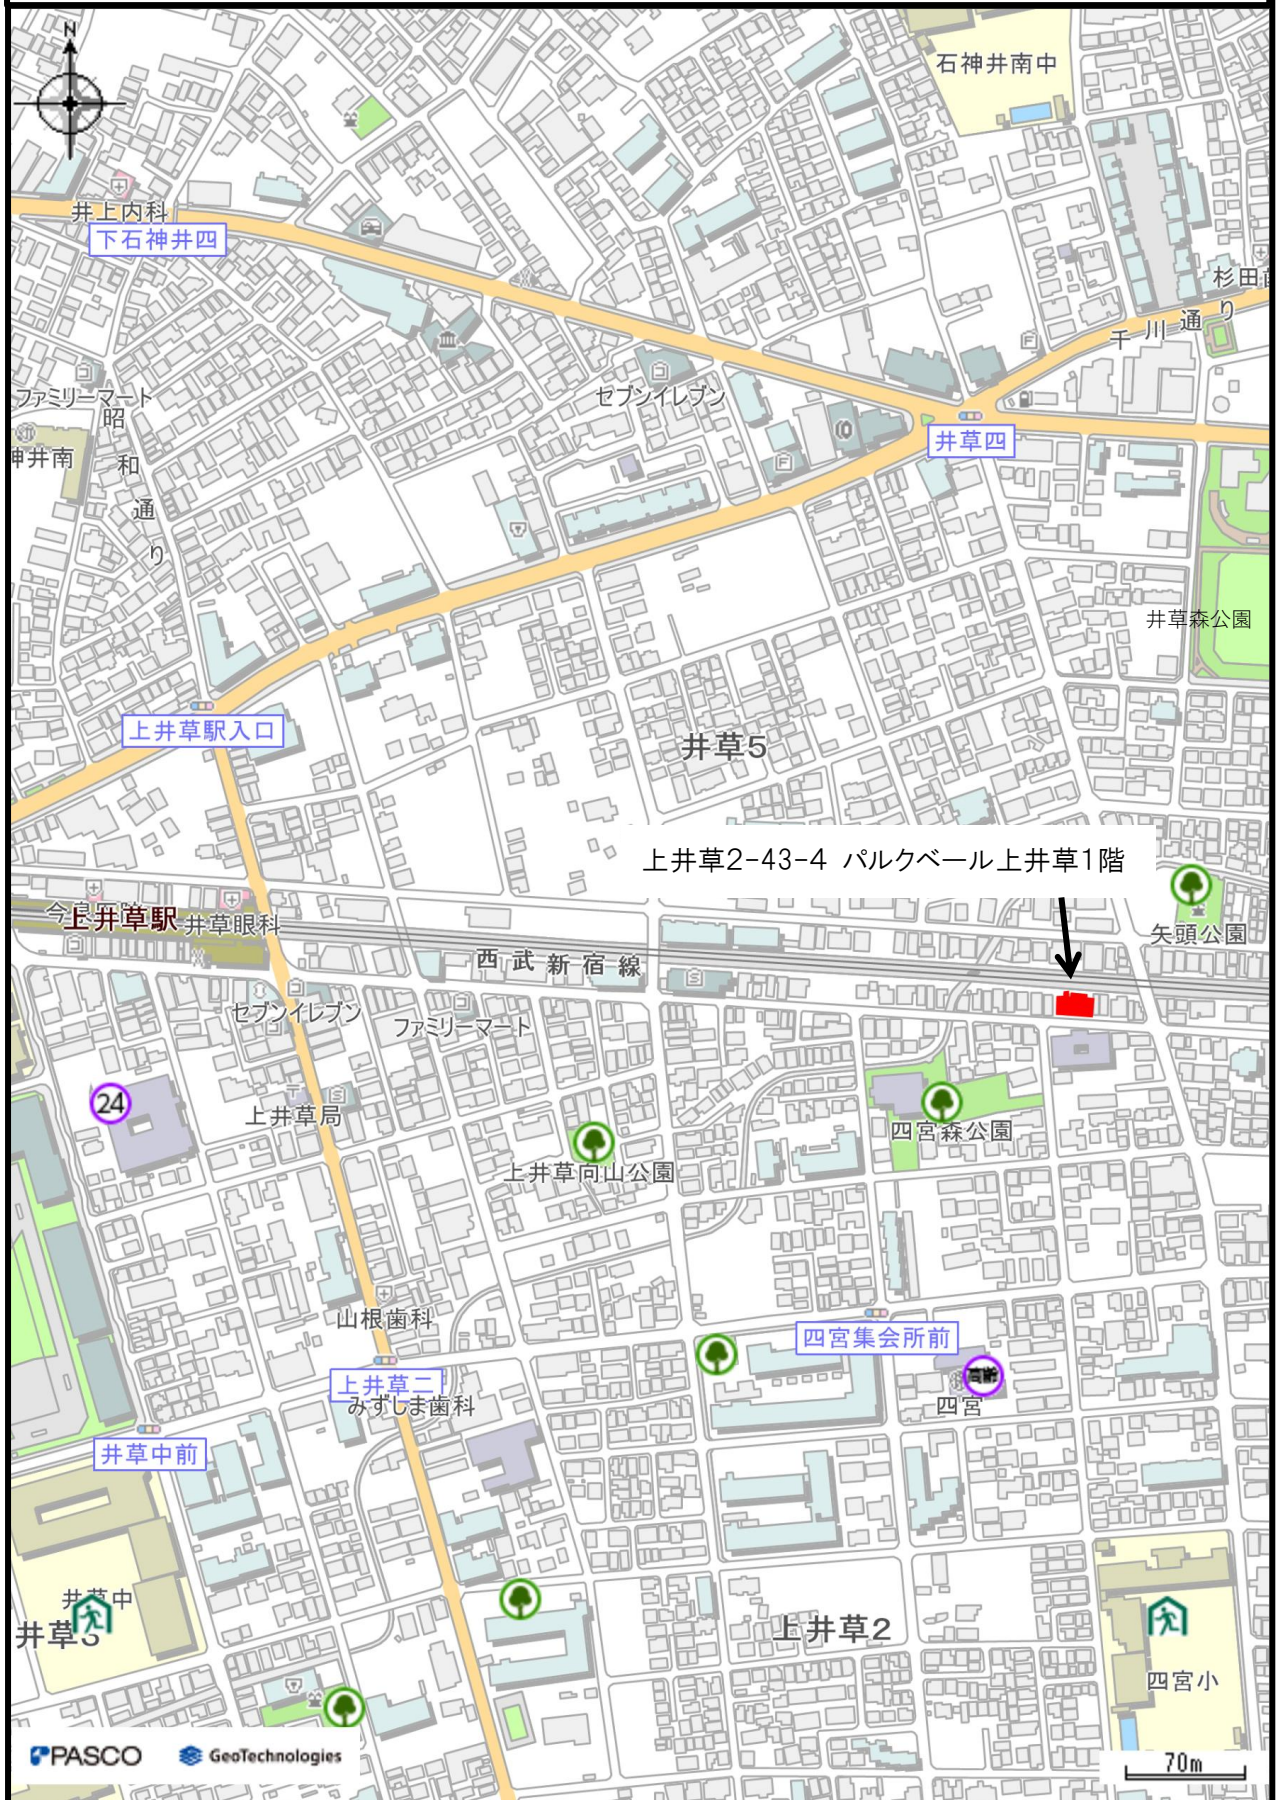 N
石神井南中
井上内科
下石神井四
杉田
千川通り
ファミリーマート
昭和通り
セブンイレブン
井草四
神井南
井草森公園
上井草駅入口
井草5
上井草2-43-4 パルクベール上井草1階
上井草駅
井草眼科
矢頭公園
西武新宿線
セブンイレブン
ファミリーマート
24
上井草局
四宮森公園
上井草向山公園
山根歯科
四宮集会所前
上井草二
みずしま歯科
四宮
井草中前
井草中
井草3
上井草2
四宮小
PASCO
GeoTechnologies
70m